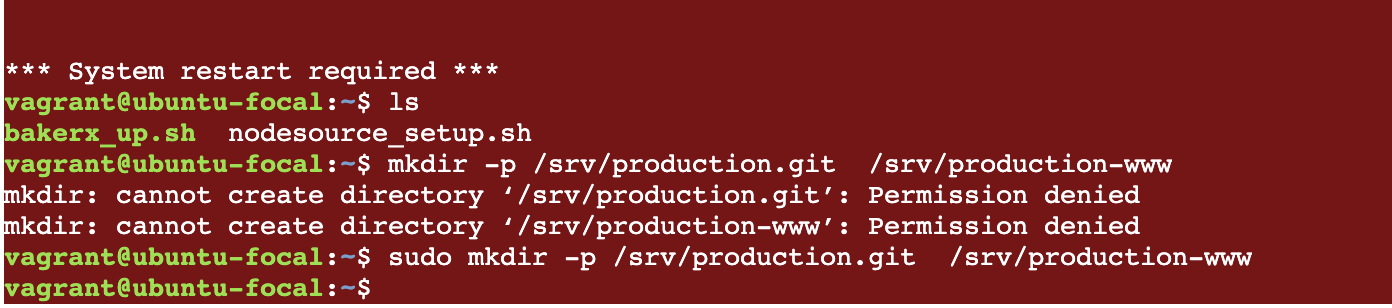 *** System restart required ***
vagrant@ubuntu-focal:~$ ls
bakerx_up.sh  nodesource_setup.sh
vagrant@ubuntu-focal:~$ mkdir -p /srv/production.git  /srv/production-www
mkdir: cannot create directory ‘/srv/production.git’: Permission denied
mkdir: cannot create directory ‘/srv/production-www’: Permission denied
vagrant@ubuntu-focal:~$ sudo mkdir -p /srv/production.git  /srv/production-www
vagrant@ubuntu-focal:~$